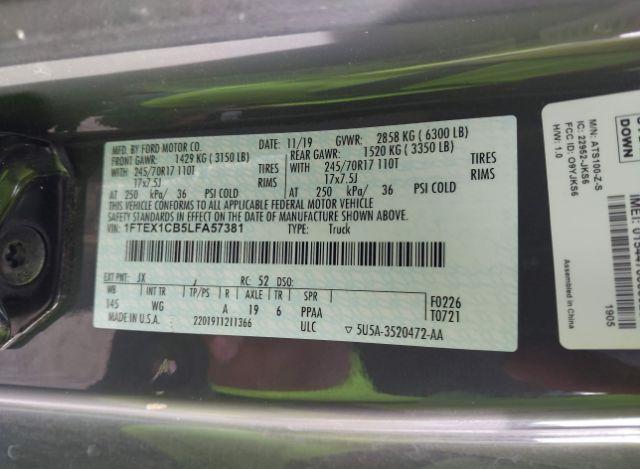 MFD. BY FORD MOTOR CO.
DATE: 11/19 GVWR: 2858 KG ( 6300 LB)
FRONT GAWR: 1429 KG ( 3150 LB) REAR GAWR: 1520 KG ( 3350 LB)
WITH 245/70R17 110T TIRES WITH 245/70R17 110T TIRES
17x7.5J RIMS 17x7.5J RIMS
AT 250 kPa/ 36 PSI COLD AT 250 kPa/ 36 PSI COLD
THIS VEHICLE CONFORMS TO ALL APPLICABLE FEDERAL MOTOR VEHICLE
SAFETY AND THEFT PREVENTION STANDARDS IN EFFECT ON THE DATE OF MANUFACTURE SHOWN ABOVE.
VIN: 1FTEX1CB5LFA57381 TYPE: Truck
EXT PNT: JX RC: 52 DSO:
WB INT TR TP/PS R AXLE TR SPR
145 WG A 19 6 PPAA
F0226
T0721
MADE IN U.S.A. 2201911211366 ULC ▽ 5U5A-3520472-AA
DOWN
M/N: ATS100-Z-S
IC: 22952-JKS6
FCC ID: O9YJKS6
H/W: 1.0
Assembled in China
1905